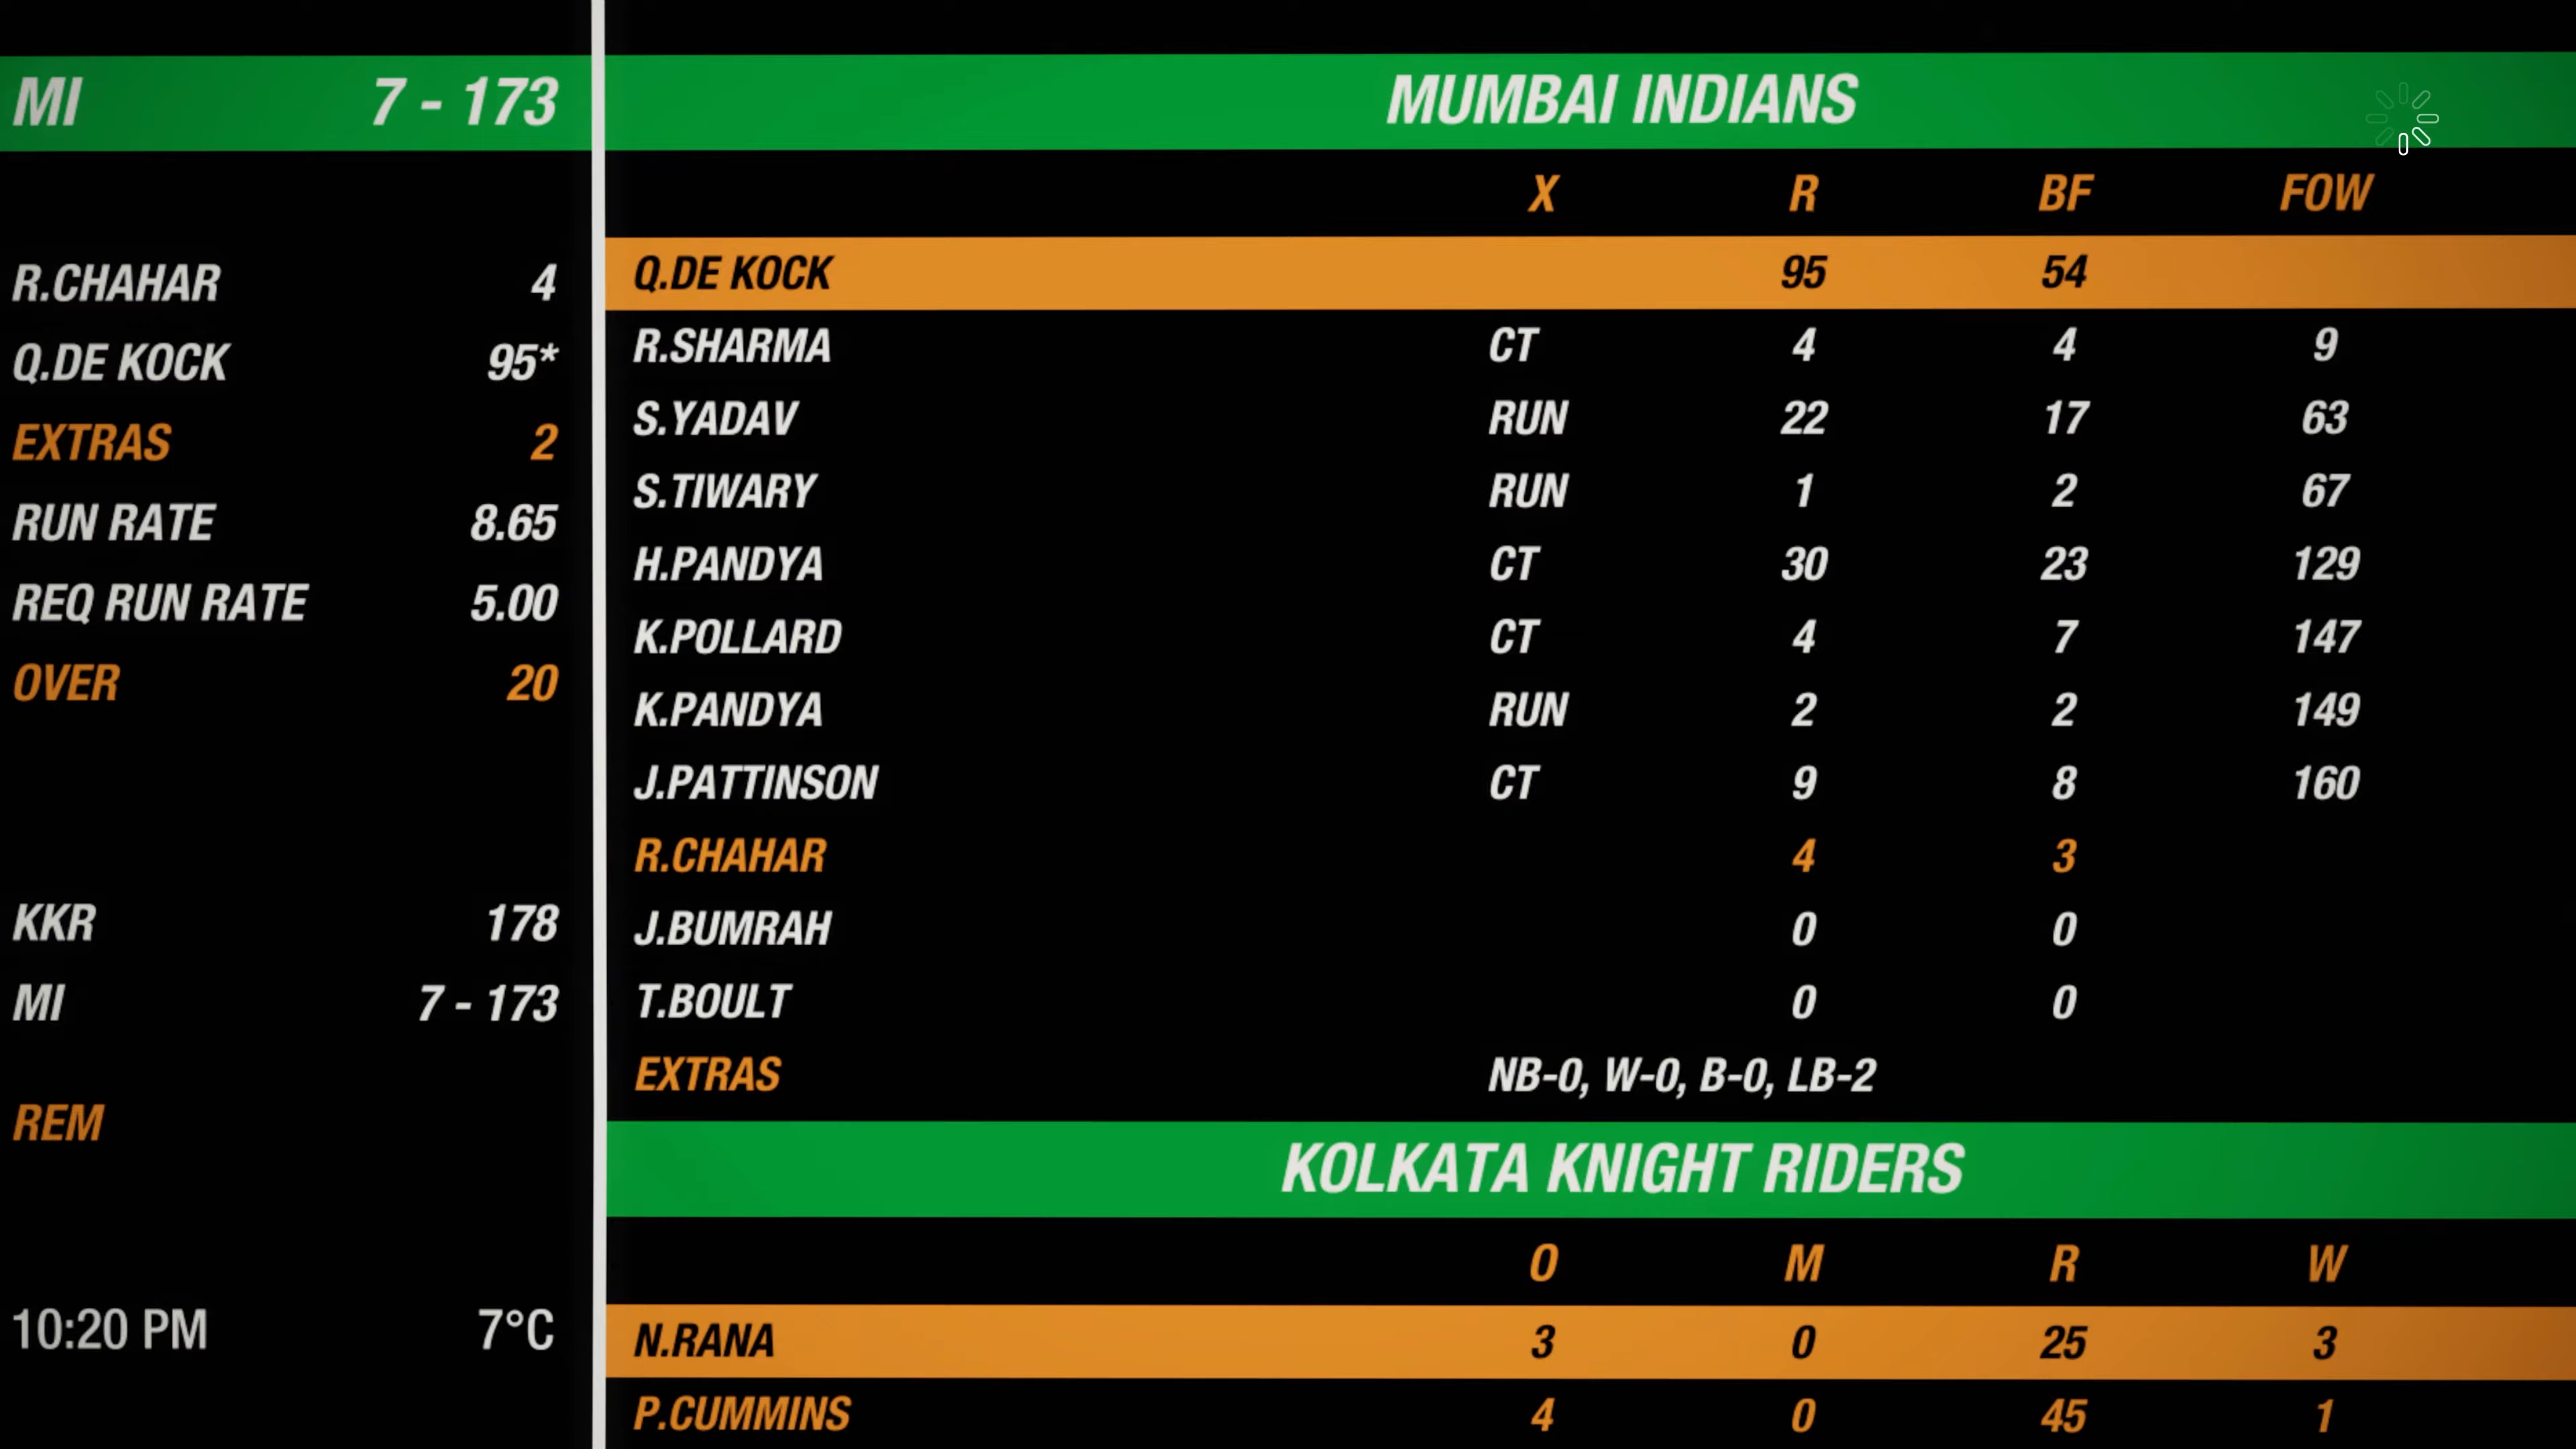 MI 7 - 173
R.CHAHAR 4
Q.DE KOCK 95*
EXTRAS 2
RUN RATE 8.65
REQ RUN RATE 5.00
OVER 20
KKR 178
MI 7 - 173
REM
10:20 PM 7°C
MUMBAI INDIANS
X R BF FOW
Q.DE KOCK 95 54
R.SHARMA CT 4 4 9
S.YADAV RUN 22 17 63
S.TIWARY RUN 1 2 67
H.PANDYA CT 30 23 129
K.POLLARD CT 4 7 147
K.PANDYA RUN 2 2 149
J.PATTINSON CT 9 8 160
R.CHAHAR 4 3
J.BUMRAH 0 0
T.BOULT 0 0
EXTRAS NB-0, W-0, B-0, LB-2
KOLKATA KNIGHT RIDERS
O M R W
N.RANA 3 0 25 3
P.CUMMINS 4 0 45 1